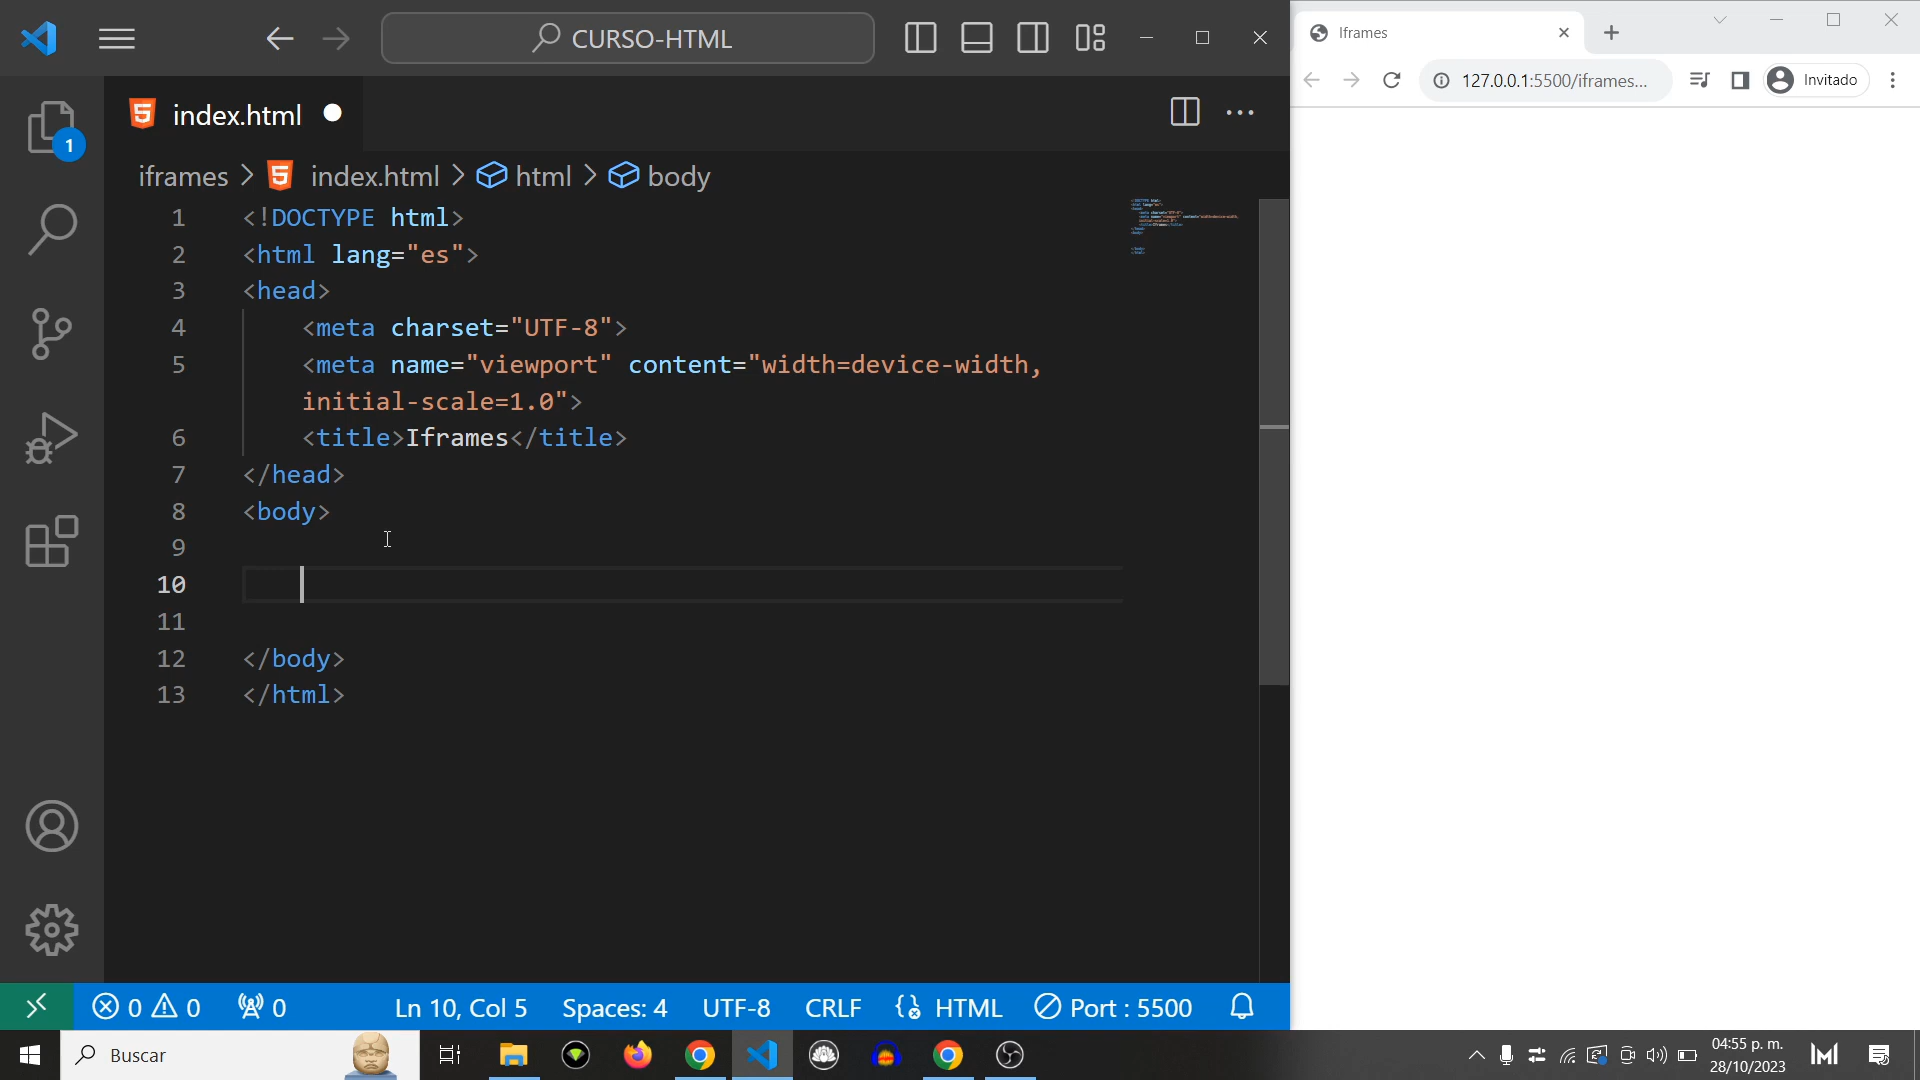 CURSO-HTML
index.html
iframes > index.html > html > body
1 <!DOCTYPE html>
2 <html lang="es">
3 <head>
4 <meta charset="UTF-8">
5 <meta name="viewport" content="width=device-width,
initial-scale=1.0">
6 <title>Iframes</title>
7 </head>
8 <body>
9
10
11
12 </body>
13 </html>
1
0 0 0
Ln 10, Col 5
Spaces: 4
UTF-8
CRLF
HTML
Port : 5500
Iframes
127.0.0.1:5500/iframes...
Invitado
Buscar
04:55 p. m.
28/10/2023